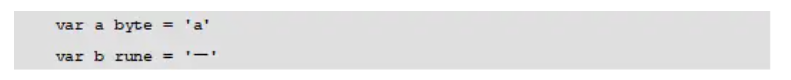 var a byte = 'a'
var b rune = '一'